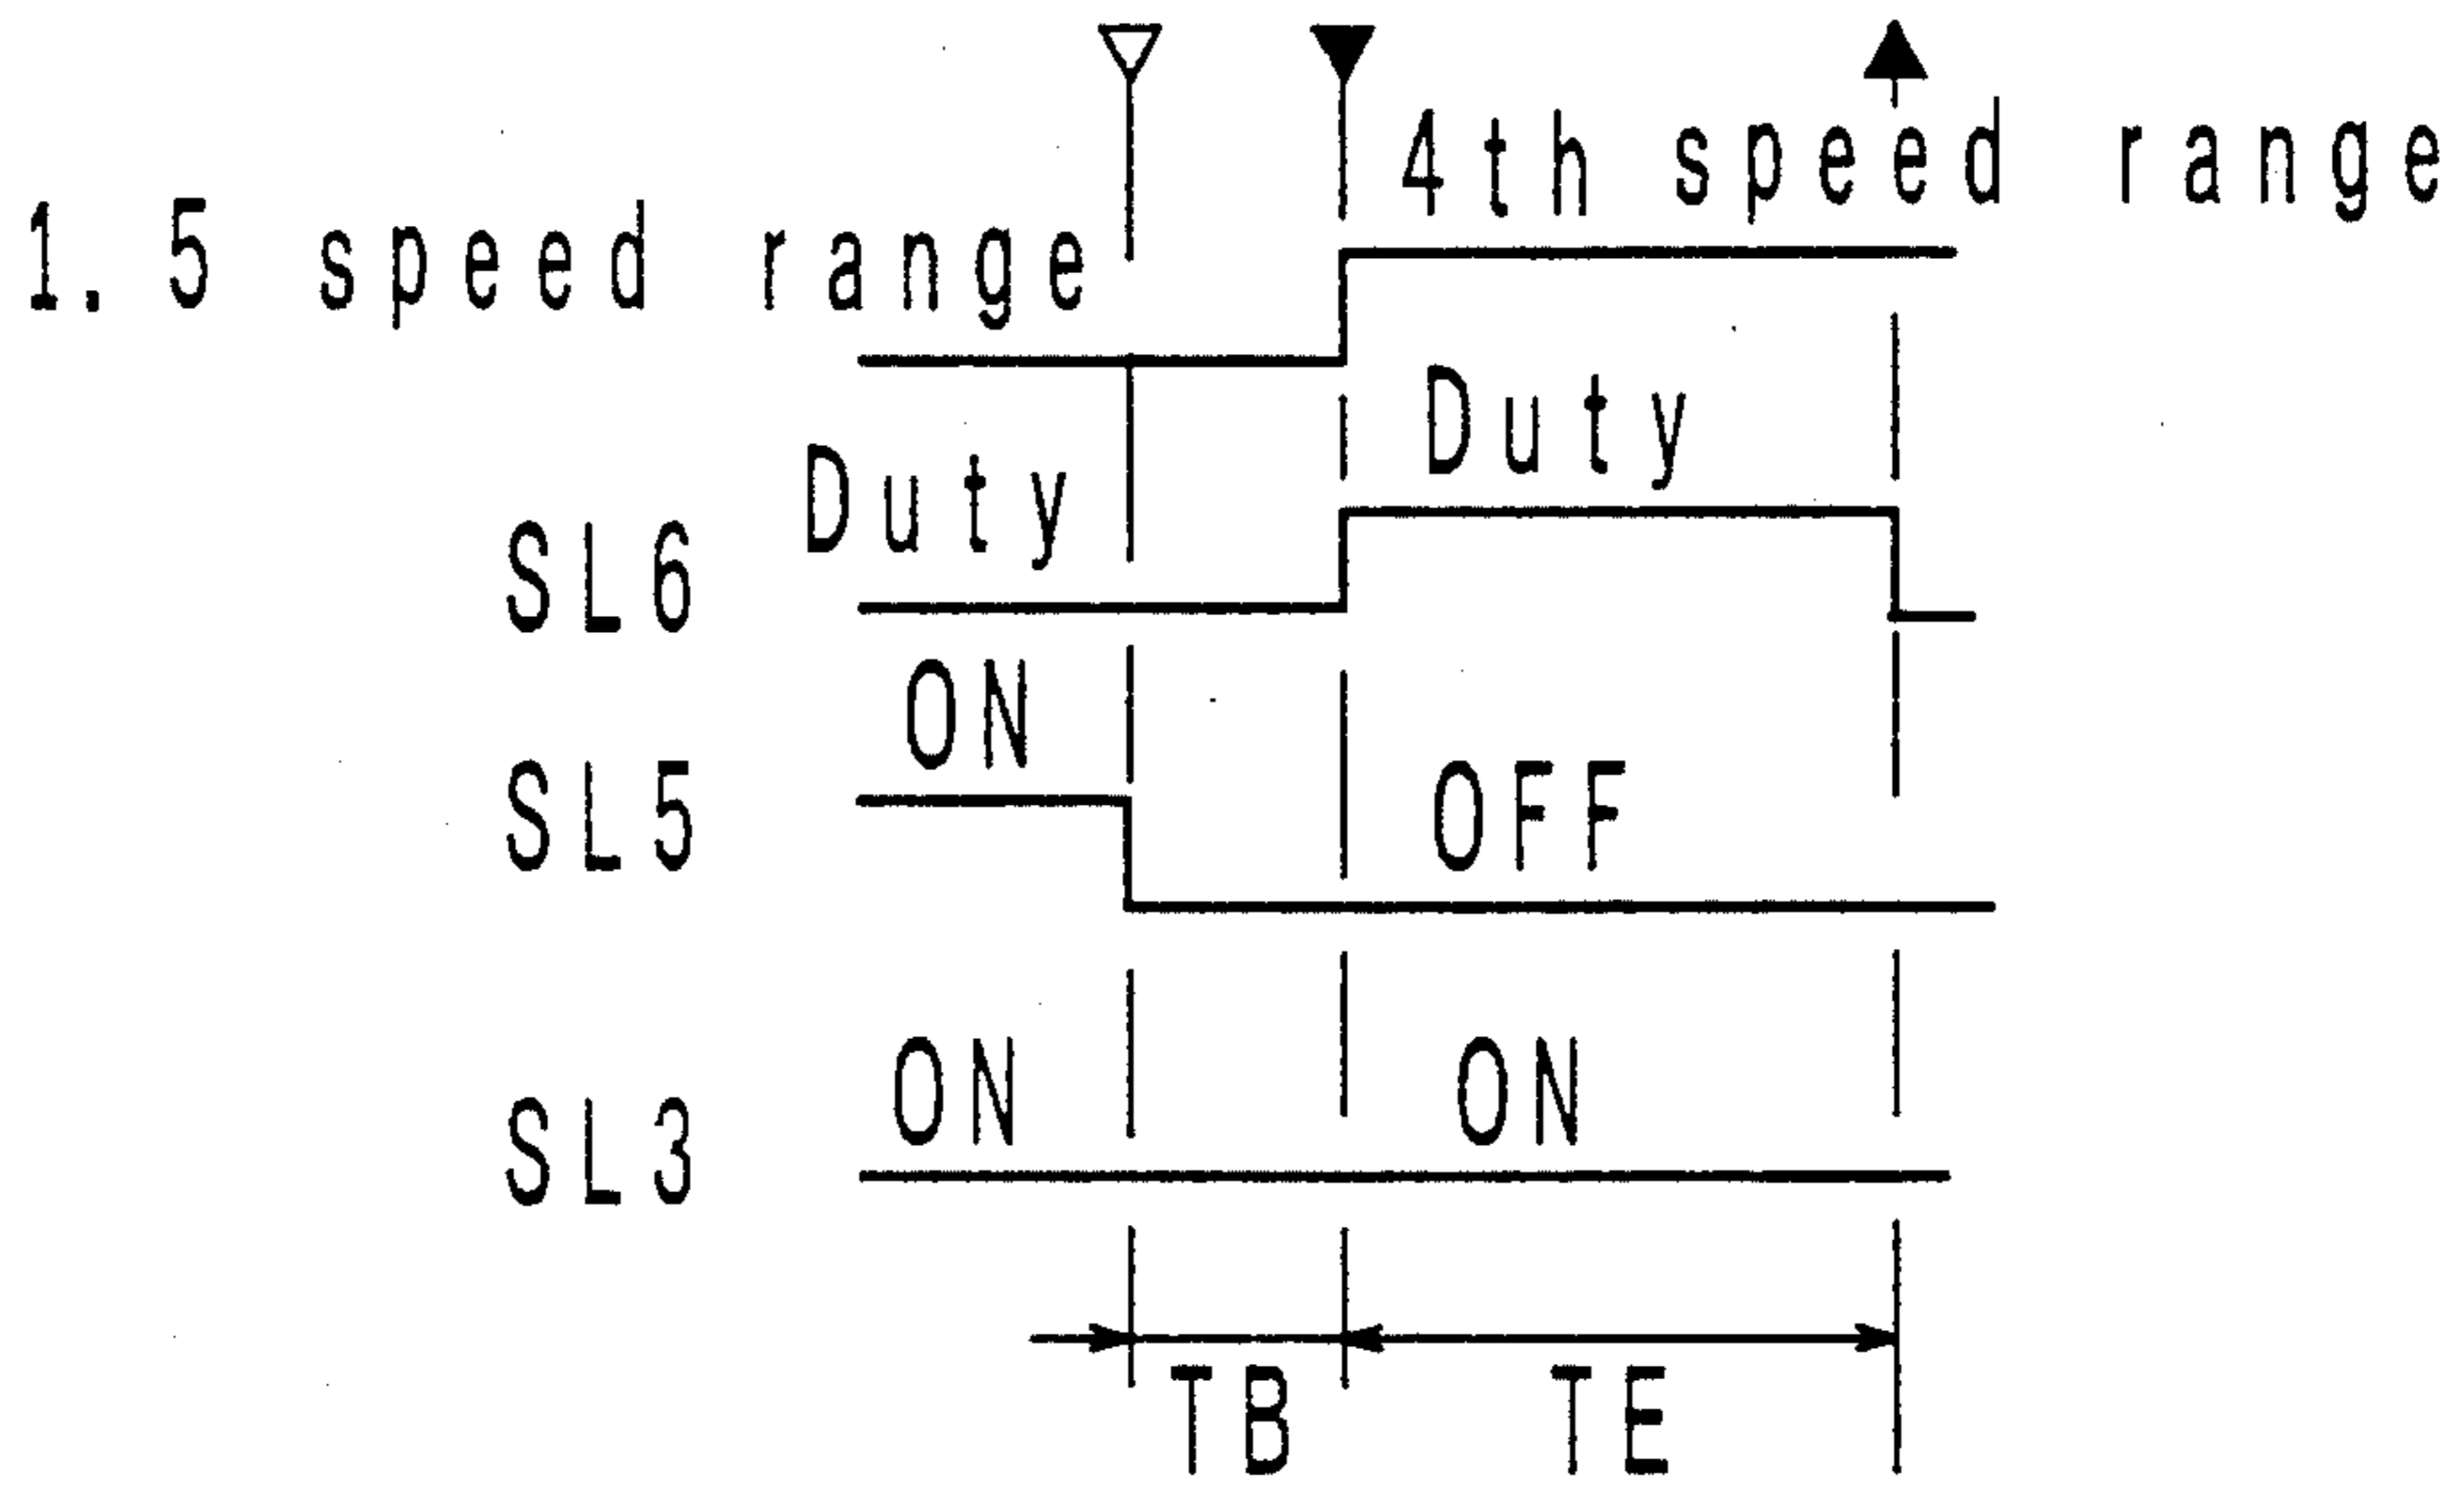 4th speed range
1.5 speed range
Duty
Duty
SL6
ON
SL5
OFF
ON
ON
SL3
TB
TE